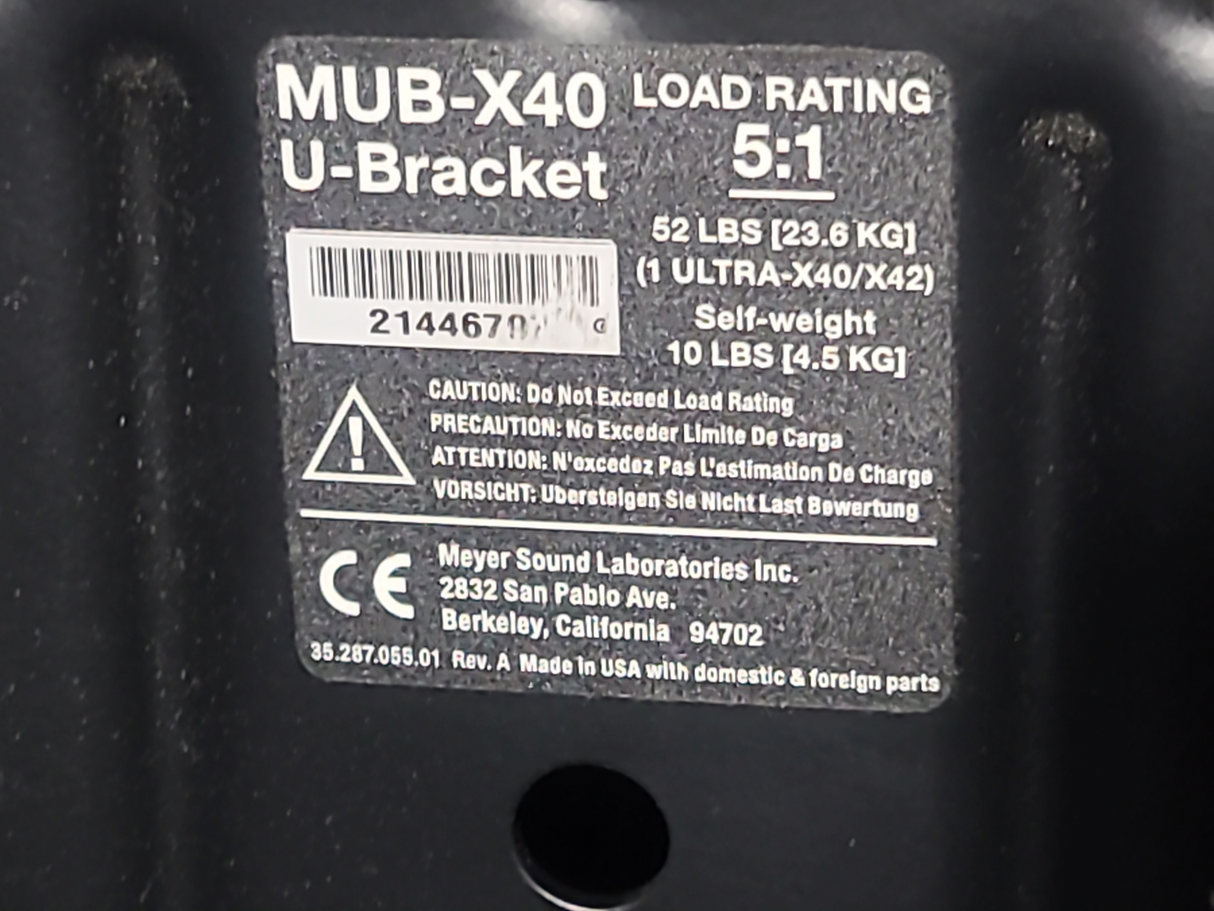 MUB-X40
U-Bracket
LOAD RATING
5:1
52 LBS [23.6 KG]
(1 ULTRA-X40/X42)
Self-weight
10 LBS [4.5 KG]
CAUTION: Do Not Exceed Load Rating
PRECAUTION: No Exceder Limite De Carga
ATTENTION: N'excedez Pas L'estimation De Charge
VORSICHT: Ubersteigen Sie Nicht Last Bewertung
CE
Meyer Sound Laboratories Inc.
2832 San Pablo Ave.
Berkeley, California 94702
35.287.055.01 Rev. A Made in USA with domestic & foreign parts